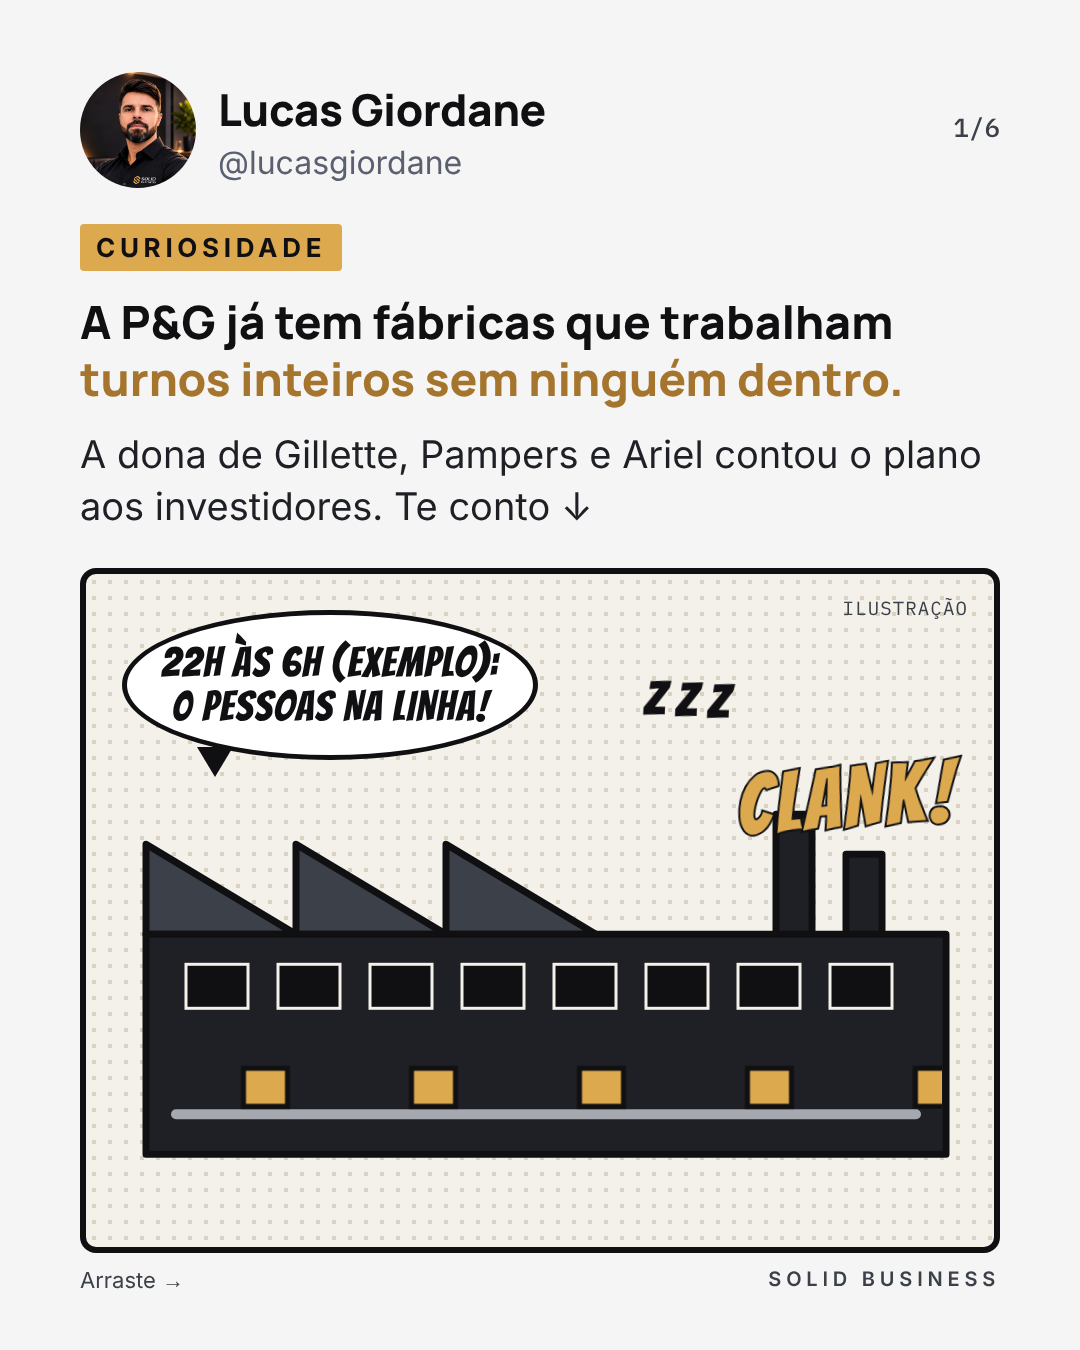 Lucas Giordane
@lucasgiordane
1/6
CURIOSIDADE
A P&G já tem fábricas que trabalham
turnos inteiros sem ninguém dentro.
A dona de Gillette, Pampers e Ariel contou o plano
aos investidores. Te conto ↓
ILUSTRAÇÃO
22H ÀS 6H (EXEMPLO):
0 PESSOAS NA LINHA!
Z Z Z
CLANK!
Arraste →
SOLID BUSINESS